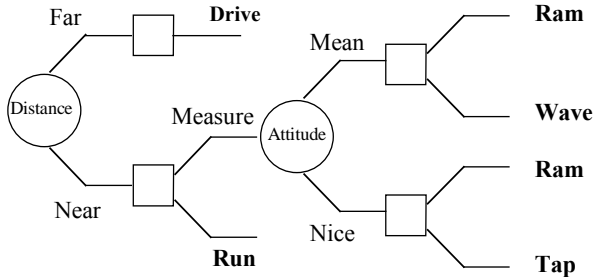 Far
Drive
Distance
Near
Measure
Run
Attitude
Mean
Ram
Wave
Nice
Ram
Tap